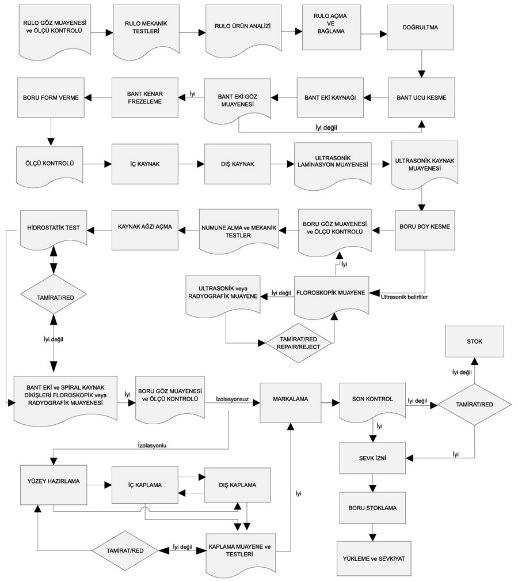 RULO GÖZ MUAYENESİ
ve ÖLÇÜ KONTROLÜ
RULO MEKANİK
TESTLERİ
RULO ÜRÜN ANALİZİ
RULO AÇMA
VE
BAĞLAMA
DOĞRULTMA
BORU FORM VERME
BANT KENAR
FREZELEME
İyi
BANT EKİ GÖZ
MUAYENESİ
BANT EKİ KAYNAĞI
BANT UCU KESME
İyi değil
ÖLÇÜ KONTROLÜ
İÇ KAYNAK
DIŞ KAYNAK
ULTRASONİK
LAMİNASYON MUAYENESİ
ULTRASONİK KAYNAK
MUAYENESİ
HİDROSTATİK TEST
KAYNAK AĞZI AÇMA
NUMUNE ALMA ve MEKANİK
TESTLER
BORU GÖZ MUAYENESİ
ve ÖLÇÜ KONTROLÜ
BORU BOY KESME
İyi
TAMİRAT/RED
ULTRASONİK veya
RADYOGRAFİK MUAYENE
İyi değil
FLOROSKOPİK MUAYENE
Ultrasonik belirtiler
TAMİRAT/RED
REPAIR/REJECT
İyi değil
STOK
İyi değil
BANT EKİ ve SPİRAL KAYNAK
DİKİŞLERİ FLOROSKOPİK veya
RADYOGRAFİK MUAYENESİ
İyi
BORU GÖZ MUAYENESİ
ve ÖLÇÜ KONTROLÜ
İzolasyonsuz
MARKALAMA
SON KONTROL
İyi değil
TAMİRAT/RED
İyi
İyi
İzolasyonlu
SEVK İZNİ
YÜZEY HAZIRLAMA
İÇ KAPLAMA
DIŞ KAPLAMA
İyi
BORU STOKLAMA
TAMİRAT/RED
İyi değil
KAPLAMA MUAYENE ve
TESTLERİ
YÜKLEME ve SEVKİYAT